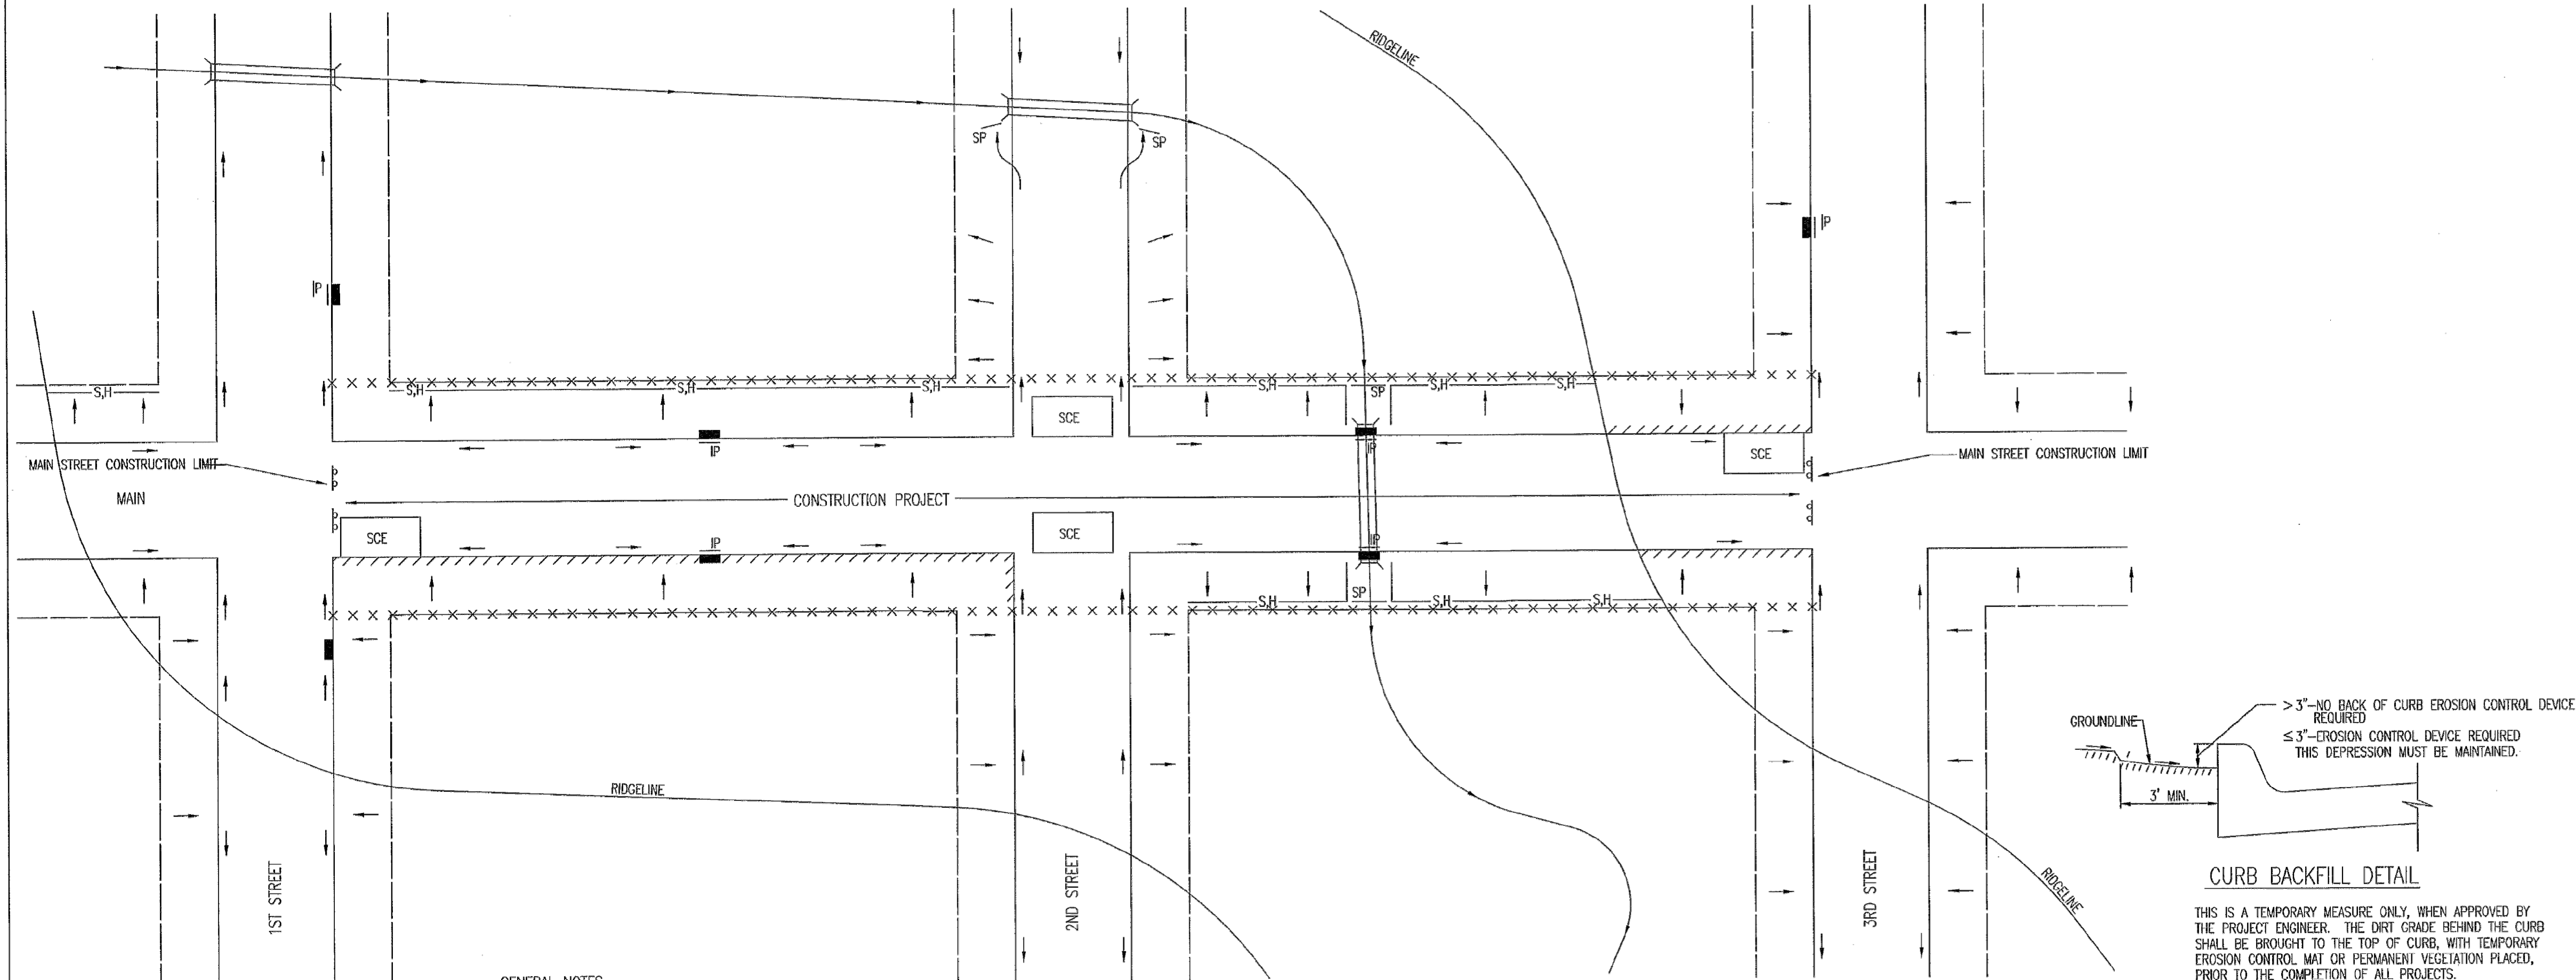 RIDGELINE
SP
SP
IP
IP
S,H
S,H
S,H
S,H
S,H
SP
S,H
S,H
SCE
MAIN STREET CONSTRUCTION LIMIT
IP
IP
SCE
MAIN STREET CONSTRUCTION LIMIT
MAIN
CONSTRUCTION PROJECT
SCE
SCE
IP
IP
SP
S,H
S,H
S,H
RIDGELINE
1ST STREET
2ND STREET
3RD STREET
RIDGELINE
GROUNDLINE
> 3"-NO BACK OF CURB EROSION CONTROL DEVICE
REQUIRED
≤ 3"-EROSION CONTROL DEVICE REQUIRED
THIS DEPRESSION MUST BE MAINTAINED.
3' MIN.
CURB BACKFILL DETAIL
THIS IS A TEMPORARY MEASURE ONLY, WHEN APPROVED BY
THE PROJECT ENGINEER. THE DIRT GRADE BEHIND THE CURB
SHALL BE BROUGHT TO THE TOP OF CURB, WITH TEMPORARY
EROSION CONTROL MAT OR PERMANENT VEGETATION PLACED,
PRIOR TO THE COMPLETION OF ALL PROJECTS.
GENERAL NOTES